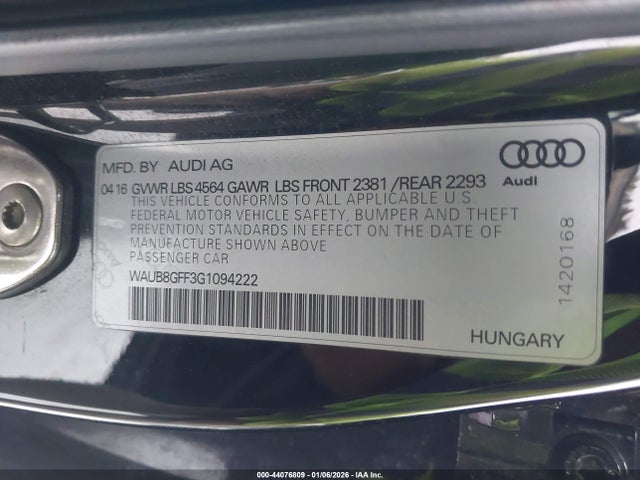 MFD. BY AUDI AG
Audi
04 16 GVWR LBS 4564 GAWR LBS FRONT 2381 /REAR 2293
THIS VEHICLE CONFORMS TO ALL APPLICABLE U.S.
FEDERAL MOTOR VEHICLE SAFETY, BUMPER AND THEFT
PREVENTION STANDARDS IN EFFECT ON THE DATE OF
MANUFACTURE SHOWN ABOVE
PASSENGER CAR
WAUB8GFF3G1094222
1420168
HUNGARY
000-44076809 - 01/06/2026 - IAA Inc.